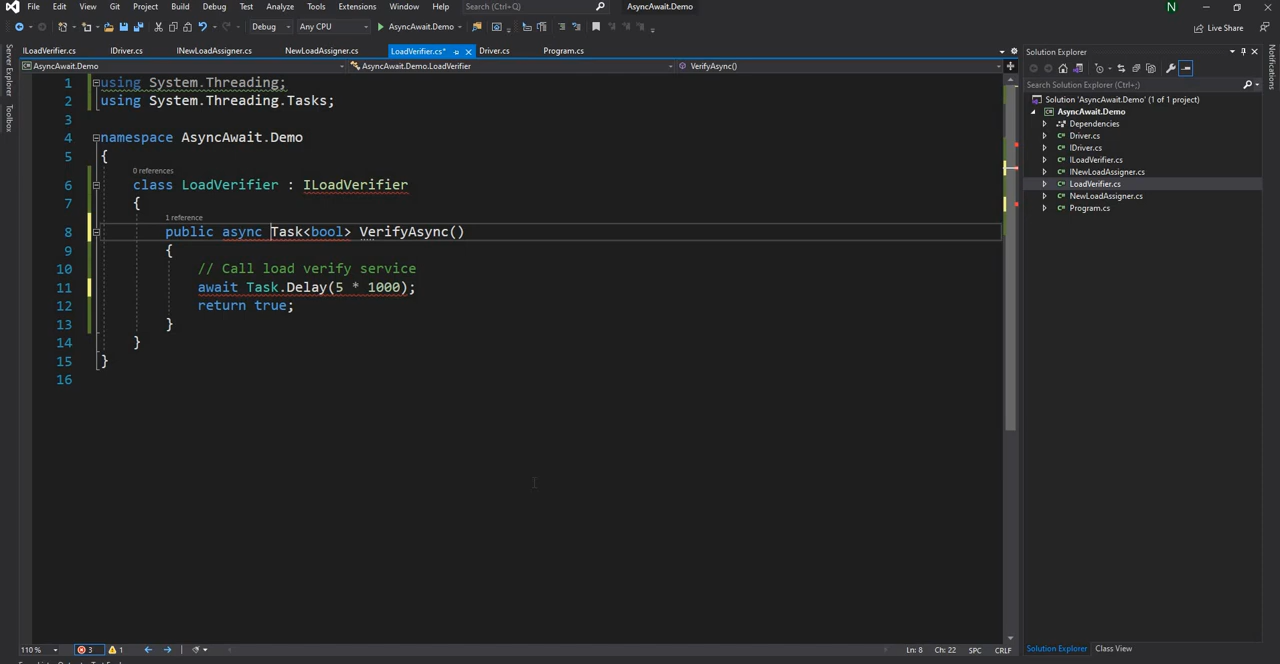 File Edit View Git Project Build Debug Test Analyze Tools Extensions Window Help Search (Ctrl+Q) AsyncAwait.Demo N
Debug Any CPU AsyncAwait.Demo Live Share
ILoadVerifier.cs IDriver.cs INewLoadAssigner.cs NewLoadAssigner.cs LoadVerifier.cs* Driver.cs Program.cs
AsyncAwait.Demo AsyncAwait.Demo.LoadVerifier VerifyAsync()
Server Explorer
Toolbox
1 using System.Threading;
2 using System.Threading.Tasks;
3
4 namespace AsyncAwait.Demo
5 {
0 references
6 class LoadVerifier : ILoadVerifier
7 {
1 reference
8 public async Task<bool> VerifyAsync()
9 {
10 // Call load verify service
11 await Task.Delay(5 * 1000);
12 return true;
13 }
14 }
15 }
16
110 % 3 1 Ln: 8 Ch: 22 SPC CRLF
Solution Explorer
Search Solution Explorer (Ctrl+;)
Solution 'AsyncAwait.Demo' (1 of 1 project)
AsyncAwait.Demo
Dependencies
Driver.cs
IDriver.cs
ILoadVerifier.cs
INewLoadAssigner.cs
LoadVerifier.cs
NewLoadAssigner.cs
Program.cs
Solution Explorer Class View
Notifications